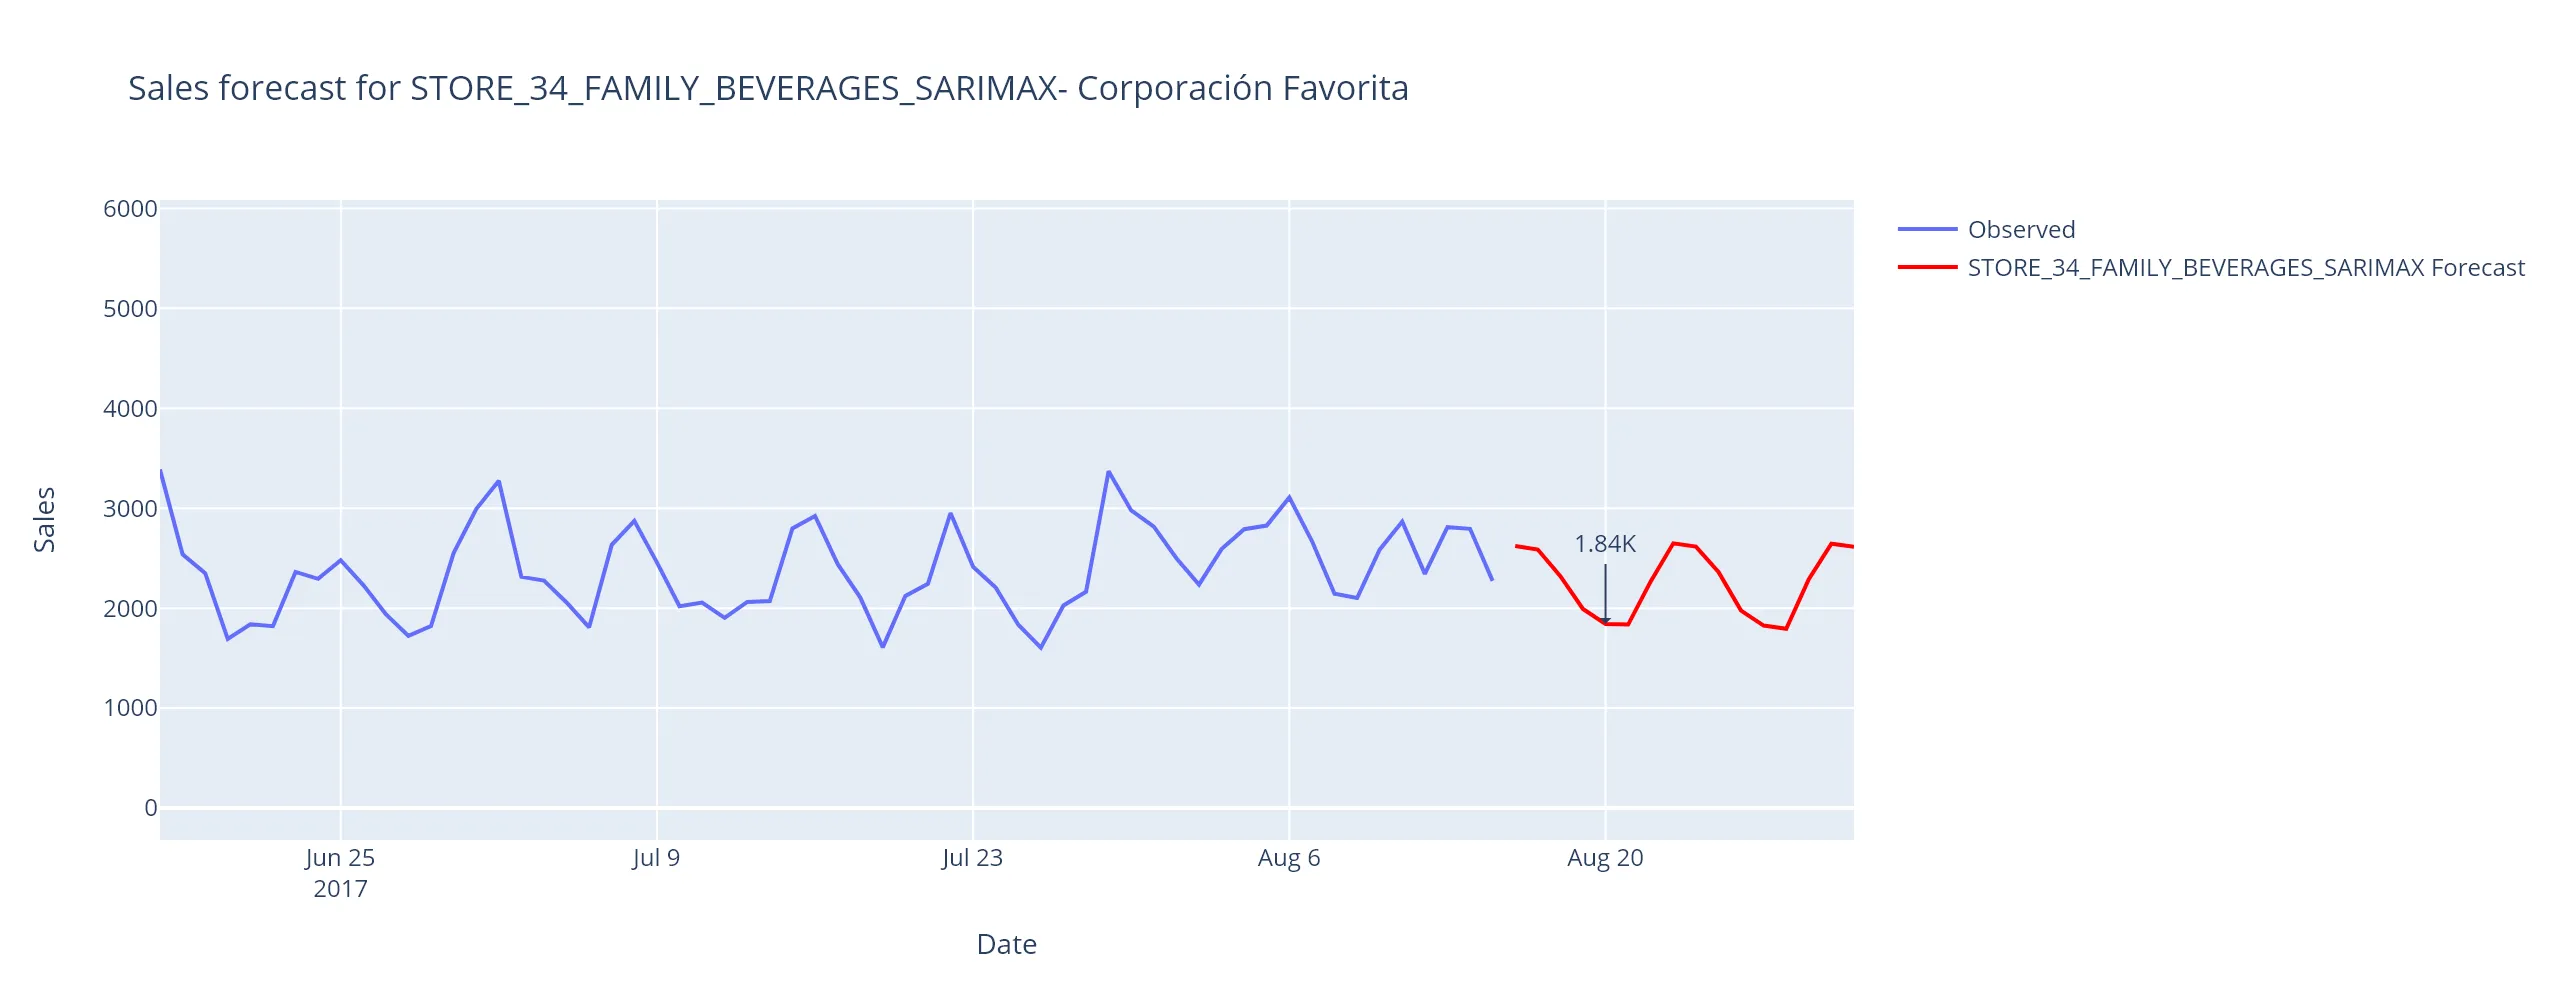 Sales forecast for STORE_34_FAMILY_BEVERAGES_SARIMAX- Corporación Favorita
6000
5000
4000
3000
2000
1000
0
Sales
1.84K
Jun 25
2017
Jul 9
Jul 23
Aug 6
Aug 20
Date
Observed
STORE_34_FAMILY_BEVERAGES_SARIMAX Forecast